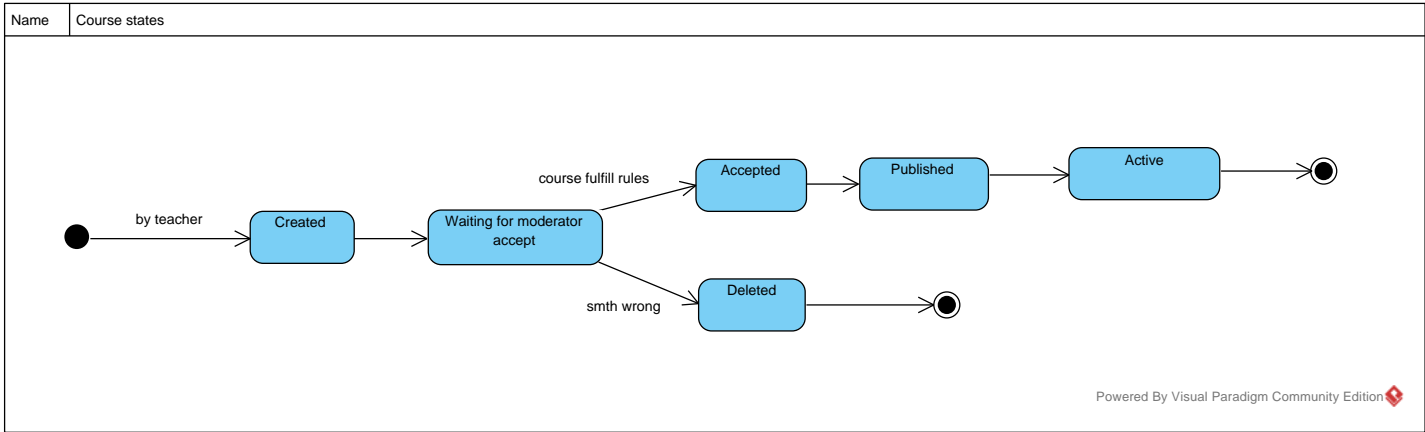 Name
Course states
by teacher
Created
Waiting for moderator
accept
course fulfill rules
smth wrong
Accepted
Published
Active
Deleted
Powered By Visual Paradigm Community Edition